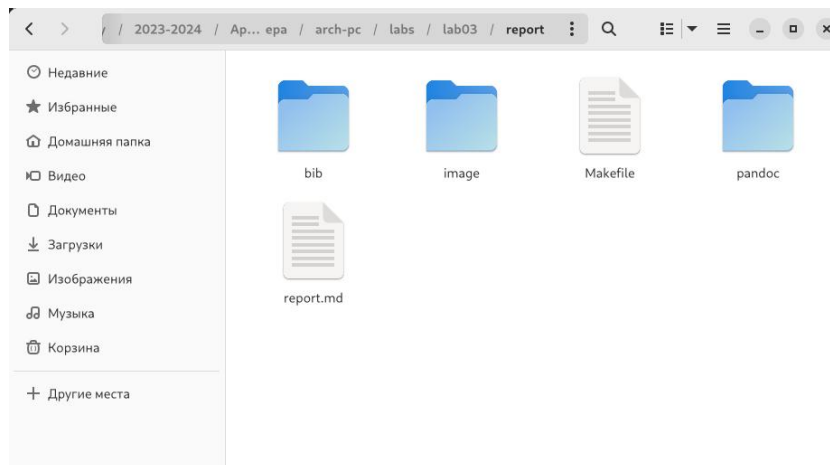 / / 2023-2024 / Ap... ера / arch-pc / labs / lab03 / report
Недавние
Избранные
Домашняя папка
Видео
Документы
Загрузки
Изображения
Музыка
Корзина
Другие места
bib
image
Makefile
pandoc
report.md